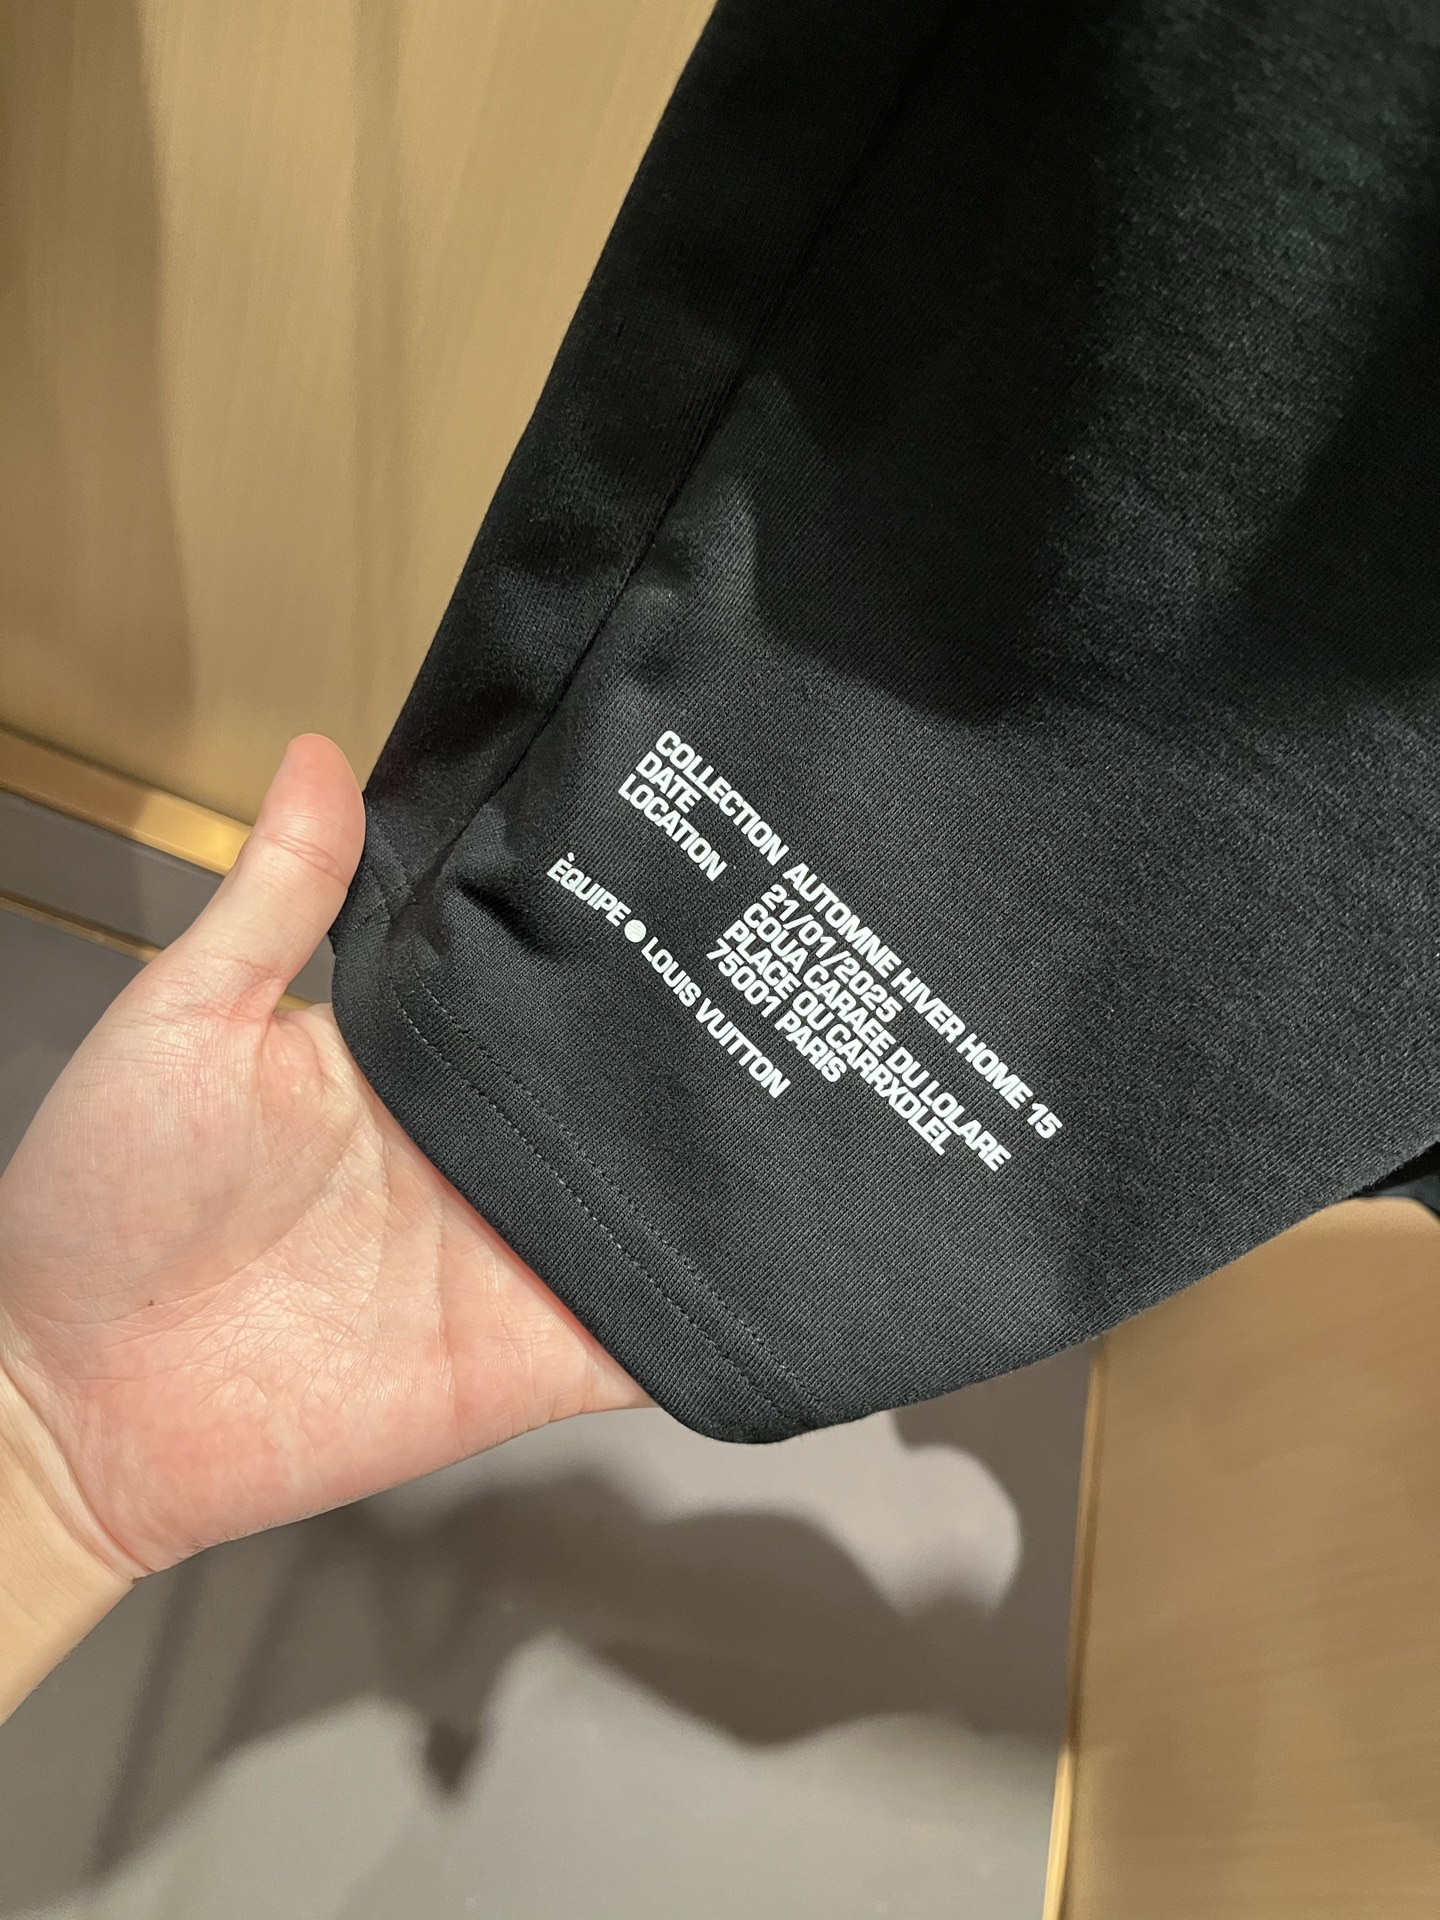 COLLECTION AUTOMNE HIVER HOME 15
DATE 21/01/2025
LOCATION COUA CARAEE DU LOLARE
PLACE OU CARRXDLEL
75001 PARIS
ÈQUIPE LOUIS VUITTON